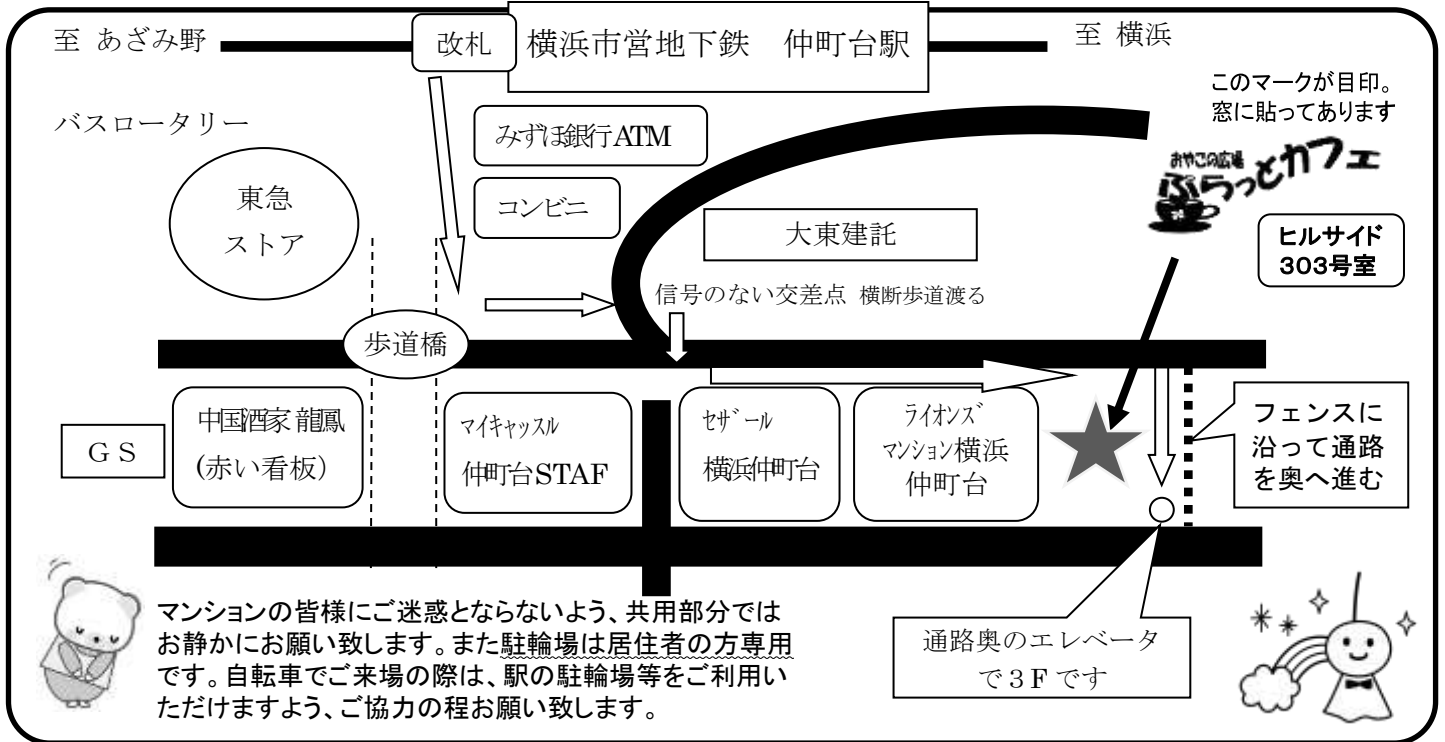 至 あざみ野
改札
横浜市営地下鉄　仲町台駅
至 横浜
このマークが目印。
窓に貼ってあります
バスロータリー
みずほ銀行ATM
おやこの広場
ぷらっとカフェ
東急
ストア
コンビニ
大東建託
ヒルサイド
303号室
信号のない交差点 横断歩道渡る
歩道橋
ＧＳ
中国酒家 龍鳳
(赤い看板）
マイキャッスル
仲町台STAF
セザール
横浜仲町台
ライオンズ
マンション横浜
仲町台
フェンスに
沿って通路
を奥へ進む
マンションの皆様にご迷惑とならないよう、共用部分では
お静かにお願い致します。また駐輪場は居住者の方専用
です。自転車でご来場の際は、駅の駐輪場等をご利用い
ただけますよう、ご協力の程お願い致します。
通路奥のエレベータ
で３Ｆです